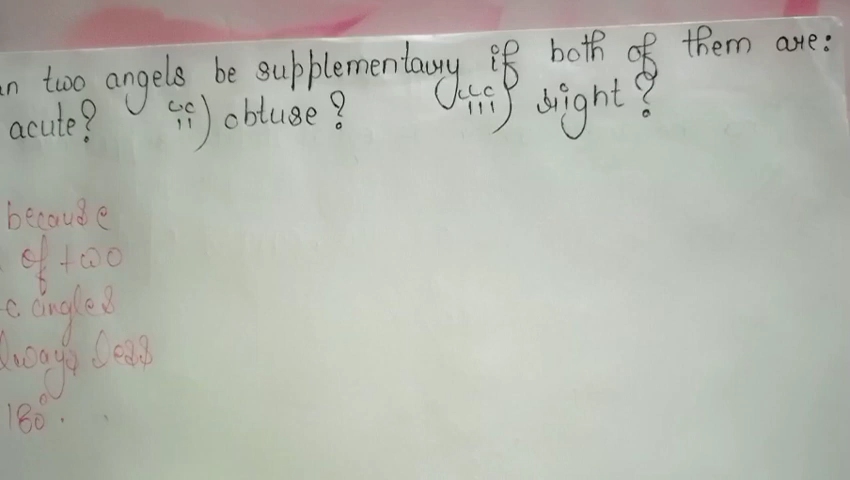 n two angels be supplementary if both of them are:
acute? ii) obtuse? iii) right?
because
of two
angles
always less
180°.